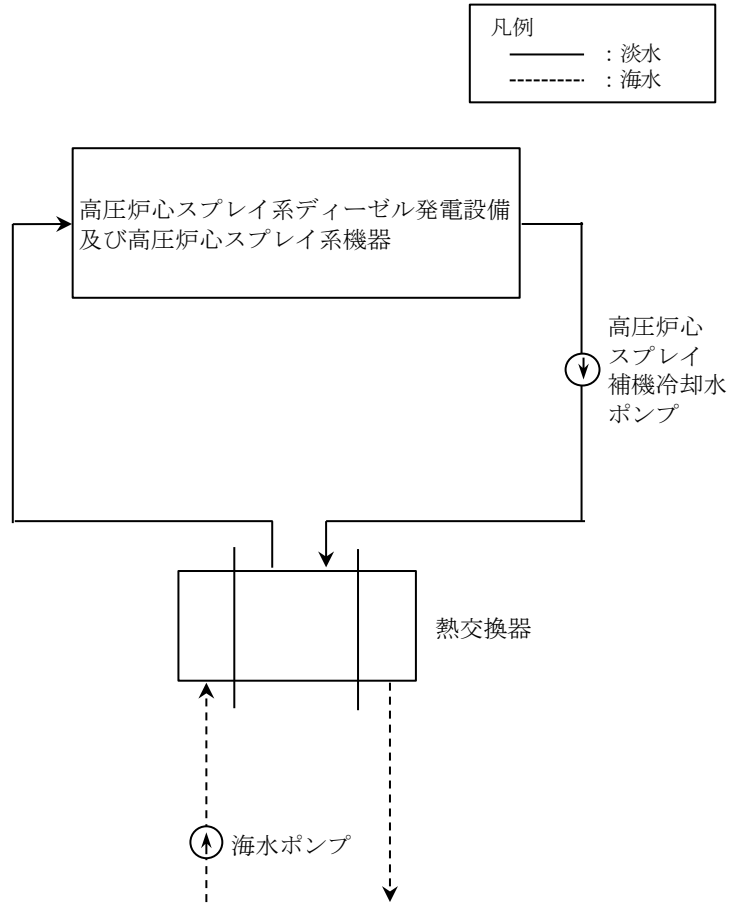 凡例
：淡水
：海水
高圧炉心スプレイ系ディーゼル発電設備
及び高圧炉心スプレイ系機器
高圧炉心
スプレイ
補機冷却水
ポンプ
熱交換器
海水ポンプ